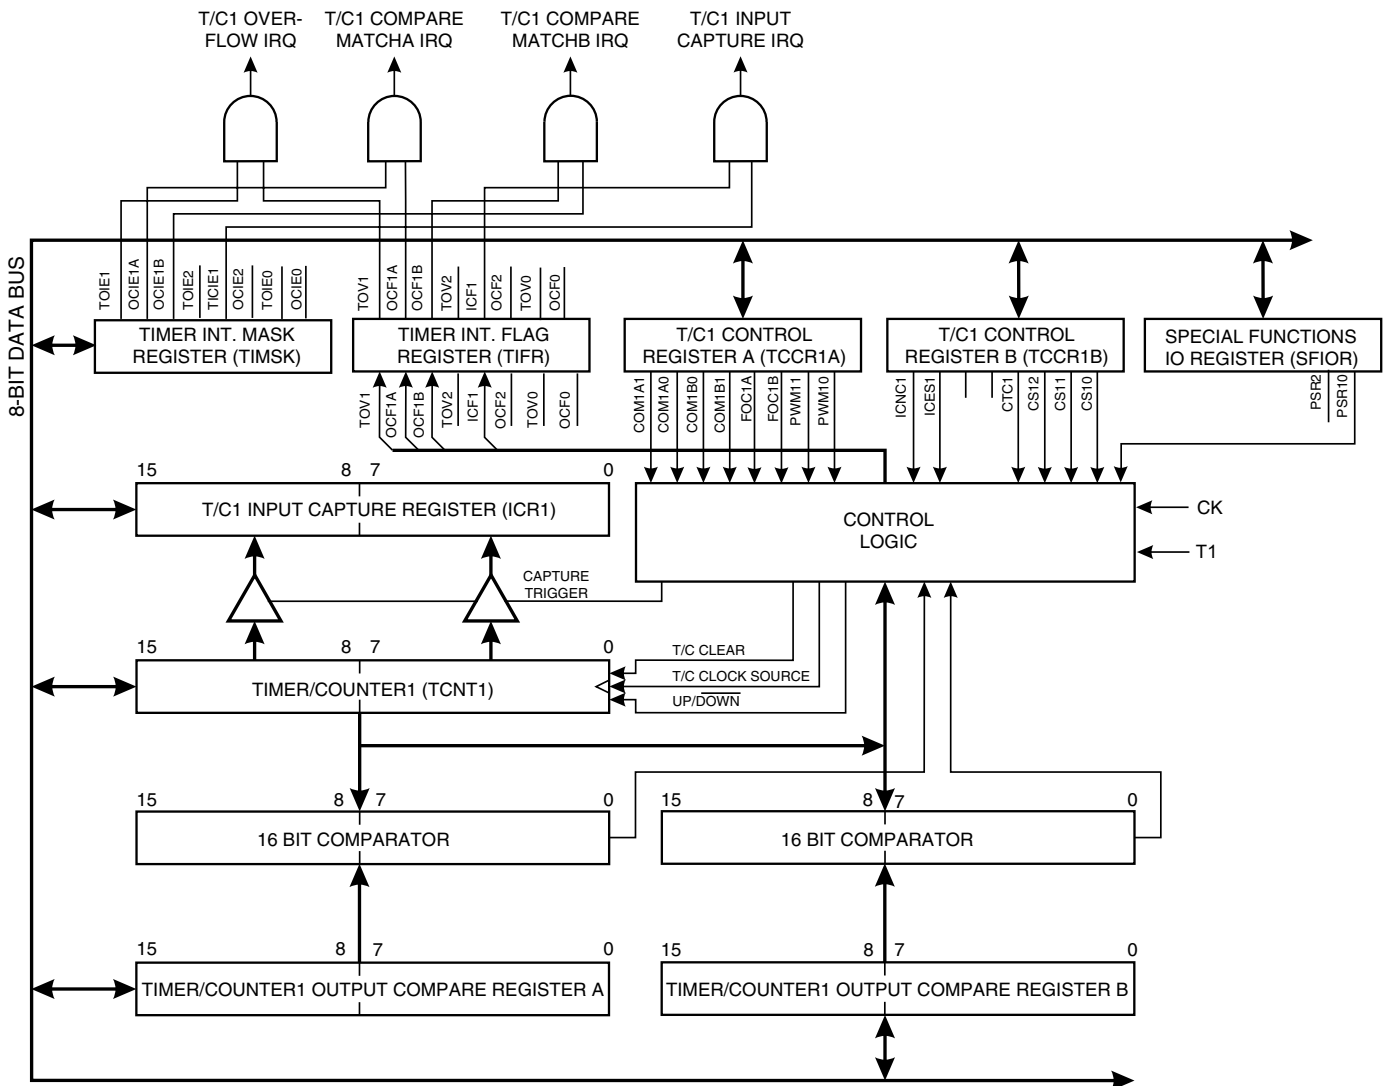 T/C1 OVER-
FLOW IRQ
T/C1 COMPARE
MATCHA IRQ
T/C1 COMPARE
MATCHB IRQ
T/C1 INPUT
CAPTURE IRQ
8-BIT DATA BUS
TOIE1
OCIE1A
OCIE1B
TOIE2
TICIE1
OCIE2
TOIE0
OCIE0
TOV1
OCF1A
OCF1B
TOV2
ICF1
OCF2
TOV0
OCF0
TIMER INT. MASK
REGISTER (TIMSK)
TIMER INT. FLAG
REGISTER (TIFR)
T/C1 CONTROL
REGISTER A (TCCR1A)
T/C1 CONTROL
REGISTER B (TCCR1B)
SPECIAL FUNCTIONS
IO REGISTER (SFIOR)
TOV1
OCF1A
OCF1B
TOV2
ICF1
OCF2
TOV0
OCF0
COM1A1
COM1A0
COM1B0
COM1B1
FOC1A
FOC1B
PWM11
PWM10
ICNC1
ICES1
CTC1
CS12
CS11
CS10
PSR2
PSR10
15 8 7 0
T/C1 INPUT CAPTURE REGISTER (ICR1)
CONTROL
LOGIC
CK
T1
CAPTURE
TRIGGER
15 8 7 0
TIMER/COUNTER1 (TCNT1)
T/C CLEAR
T/C CLOCK SOURCE
UP/DOWN
15 8 7 0
16 BIT COMPARATOR
15 8 7 0
16 BIT COMPARATOR
15 8 7 0
TIMER/COUNTER1 OUTPUT COMPARE REGISTER A
15 8 7 0
TIMER/COUNTER1 OUTPUT COMPARE REGISTER B